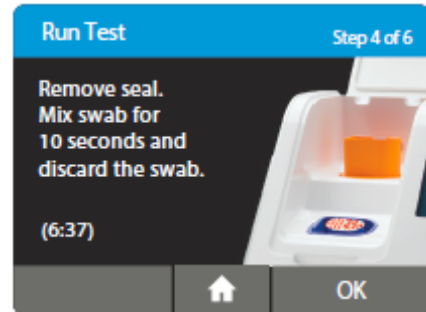 Run Test
Step 4 of 6
Remove seal.
Mix swab for
10 seconds and
discard the swab.
(6:37)
OK